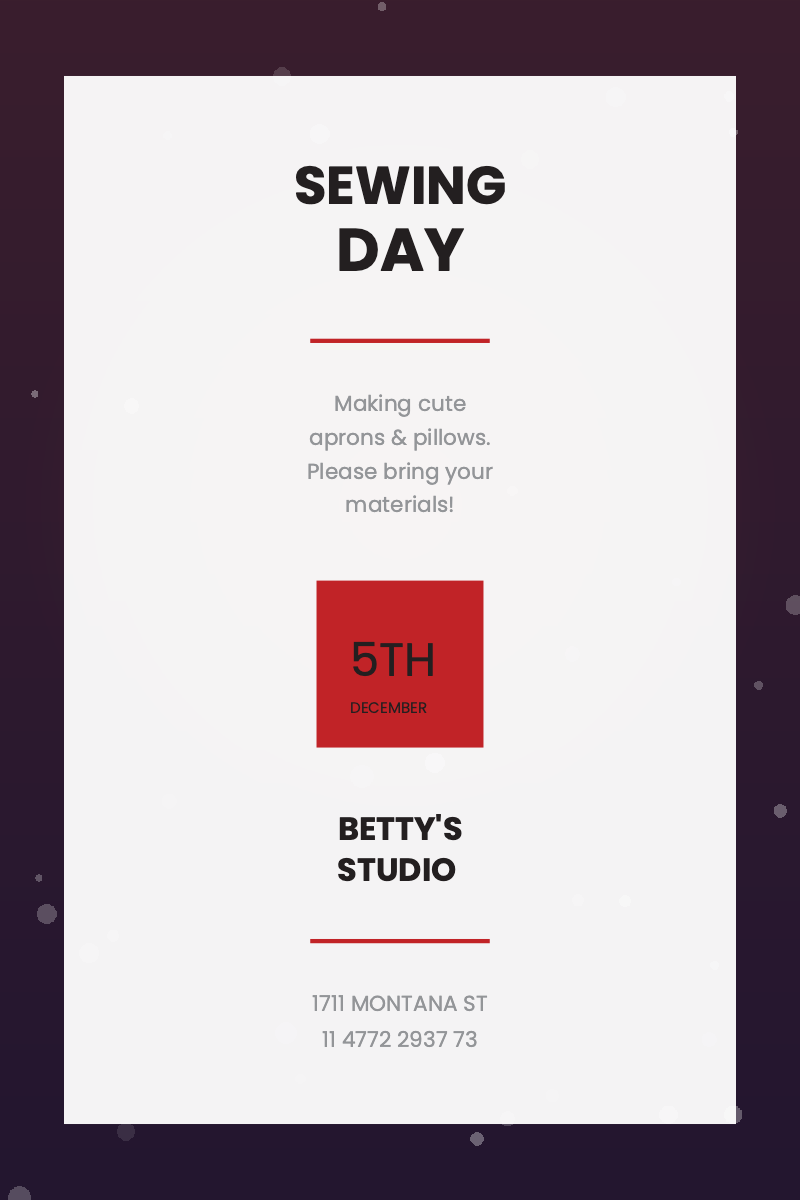 SEWING
DAY
Making cute
aprons & pillows.
Please bring your
materials!
5TH
DECEMBER
BETTY'S
STUDIO
1711 MONTANA ST
11 4772 2937 73